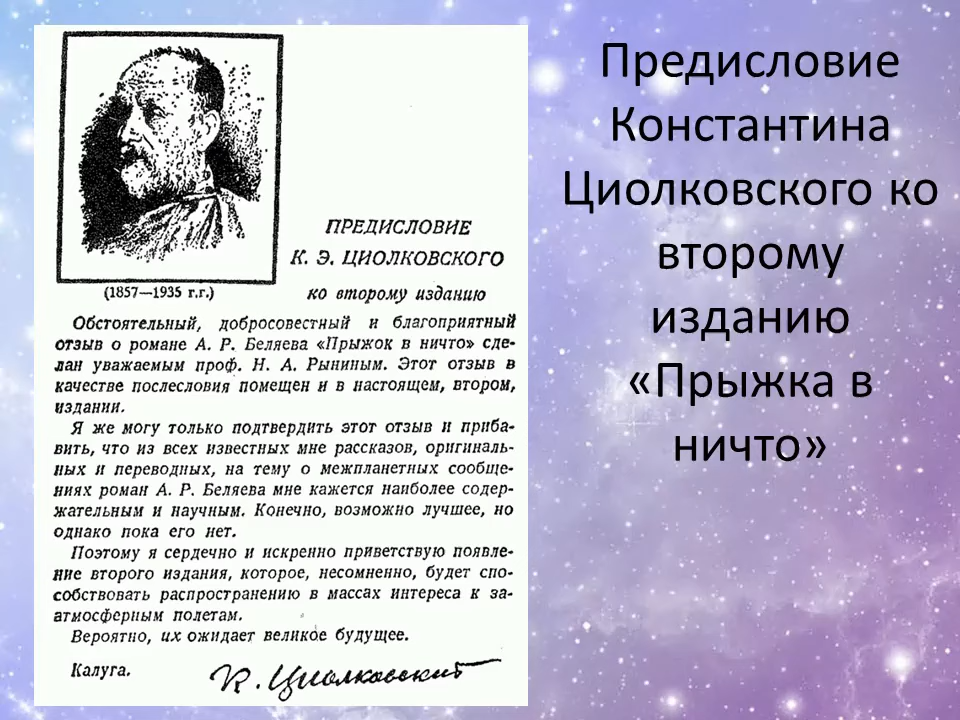 ПРЕДИСЛОВИЕ
К. Э. ЦИОЛКОВСКОГО
(1857—1935 г.г.)
ко второму изданию
Обстоятельный, добросовестный и благоприятный
отзыв о романе А. Р. Беляева «Прыжок в ничто» сде-
лан уважаемым проф. Н. А. Рыниным. Этот отзыв в
качестве послесловия помещен и в настоящем, втором,
издании.
Я же могу только подтвердить этот отзыв и приба-
вить, что из всех известных мне рассказов, оригиналь-
ных и переводных, на тему о межпланетных сообще-
ниях роман А. Р. Беляева мне кажется наиболее содер-
жательным и научным. Конечно, возможно лучшее, но
однако пока его нет.
Поэтому я сердечно и искренно приветствую появле-
ние второго издания, которое, несомненно, будет спо-
собствовать распространению в массах интереса к за-
атмосферным полетам.
Вероятно, их ожидает великое будущее.
Калуга.
К. Циолковский
Предисловие
Константина
Циолковского ко
второму
изданию
«Прыжка в
ничто»